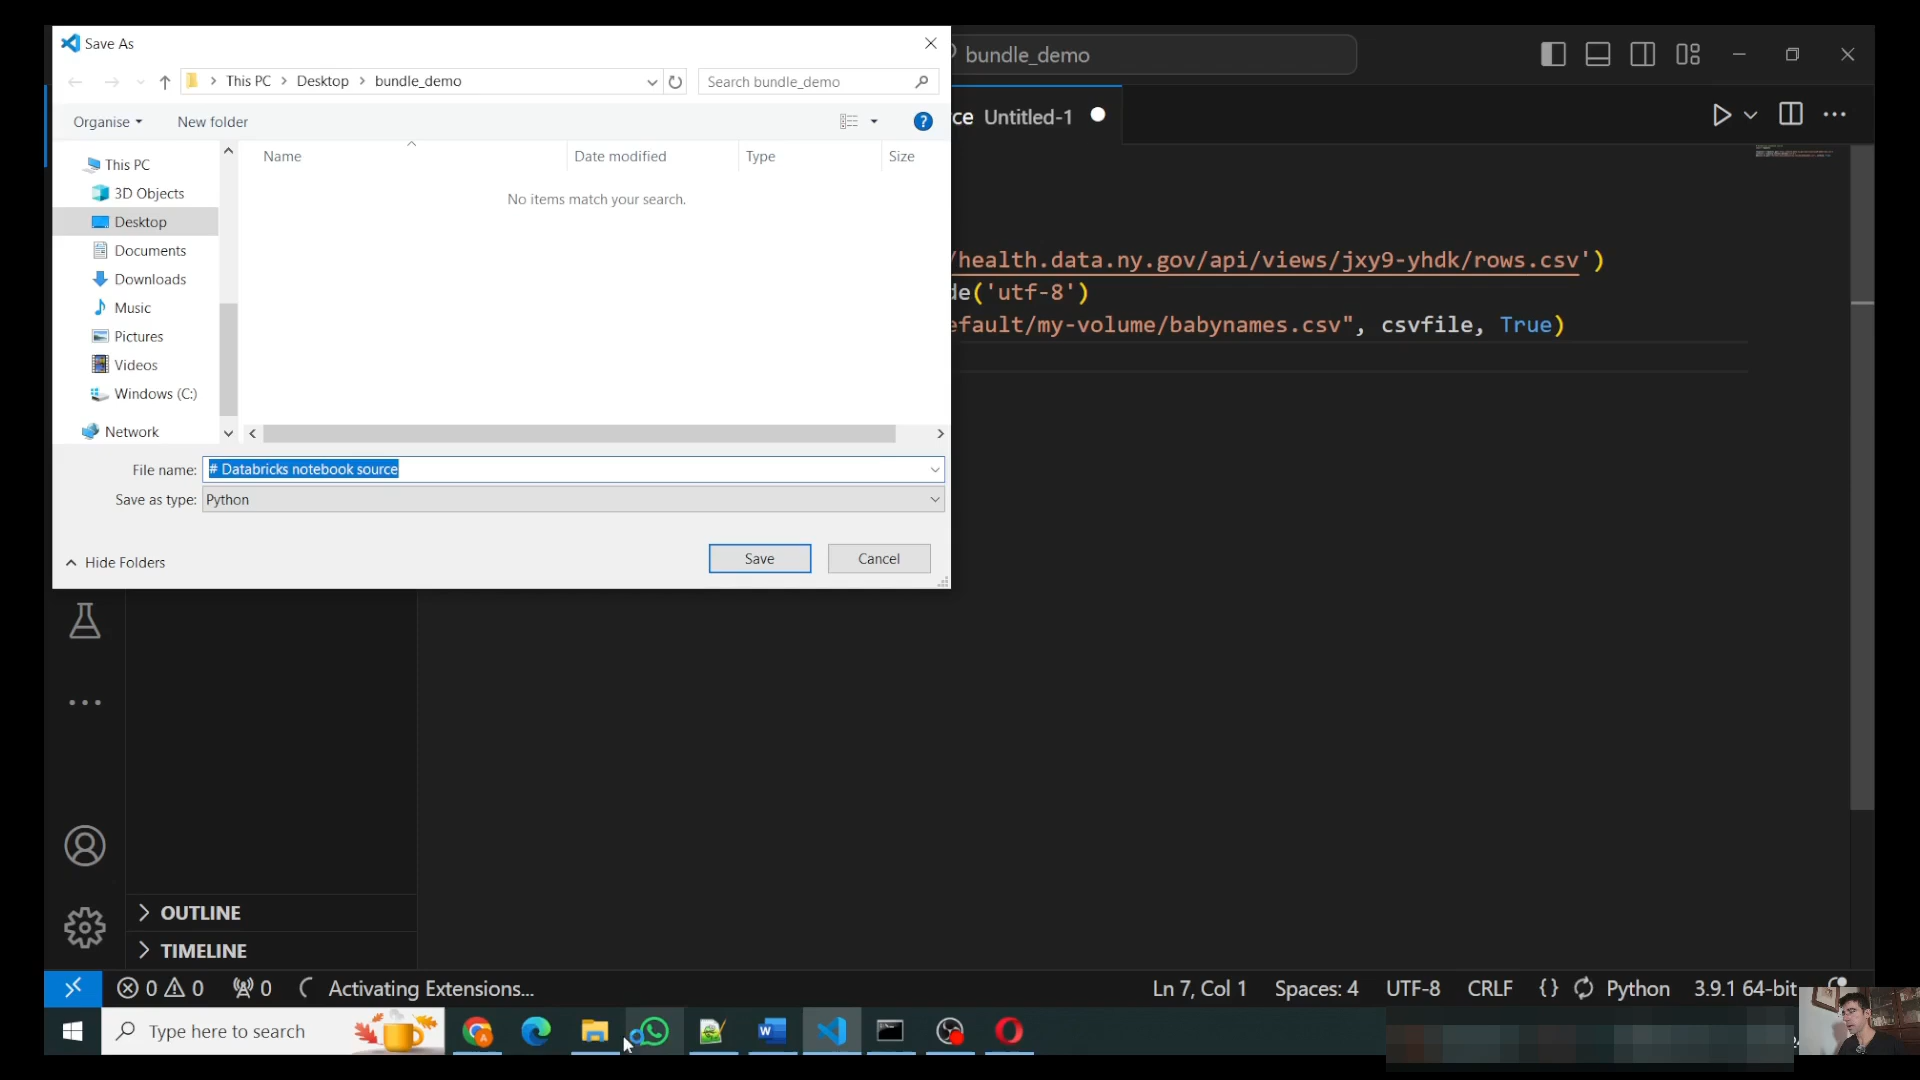 Save As
bundle_demo
This PC > Desktop > bundle_demo
Search bundle_demo
Organise
New folder
ce Untitled-1
Name
Date modified
Type
Size
No items match your search.
This PC
3D Objects
Desktop
Documents
Downloads
Music
Pictures
Videos
Windows (C:)
Network
/health.data.ny.gov/api/views/jxy9-yhdk/rows.csv')
de('utf-8')
efault/my-volume/babynames.csv", csvfile, True)
File name: # Databricks notebook source
Save as type: Python
Hide Folders
Save
Cancel
OUTLINE
TIMELINE
0 0 0 Activating Extensions...
Ln 7, Col 1 Spaces: 4 UTF-8 CRLF {} Python 3.9.1 64-bit
Type here to search